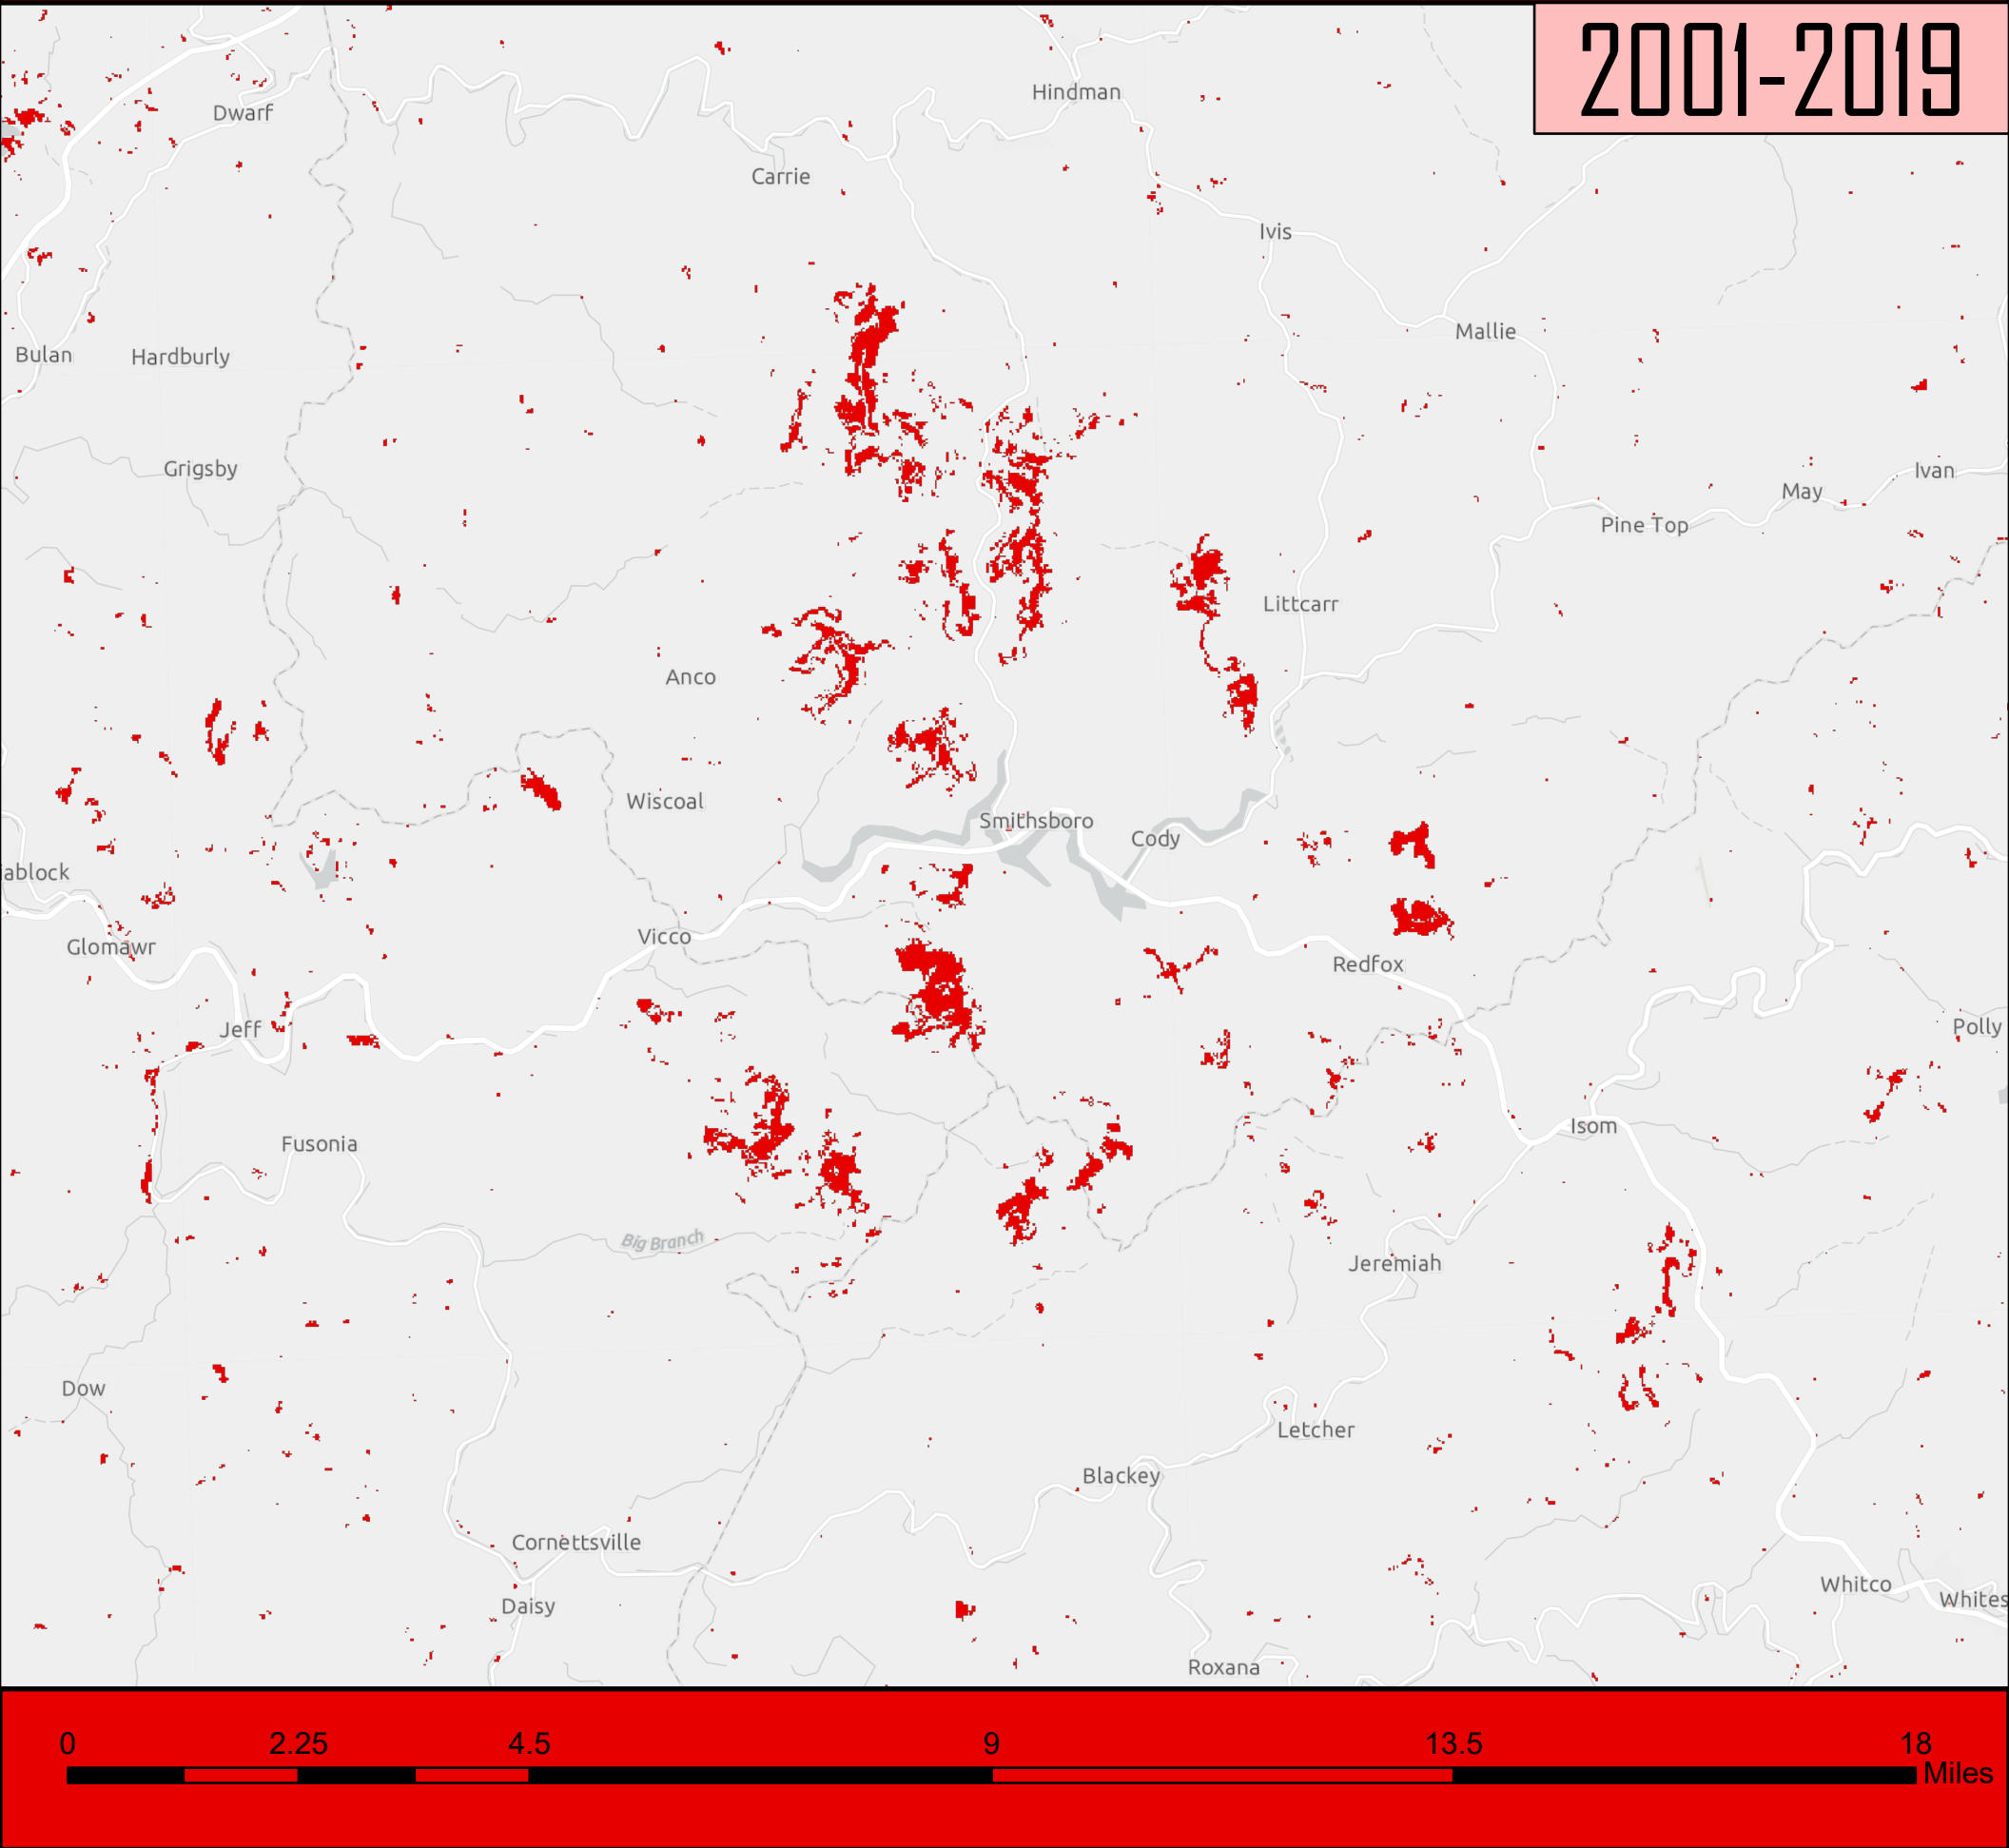 2001-2019
Hindman
Dwarf
Carrie
Ivis
Mallie
Bulan
Hardburly
Grigsby
Ivan
May
Pine Top
Littcarr
Anco
Wiscoal
Smithsboro
Cody
ablock
Vicco
Glomawr
Redfox
Jeff
Polly
Isom
Fusonia
Big Branch
Jeremiah
Dow
Letcher
Blackey
Cornettsville
Whitco
Whites
Daisy
Roxana
0 2.25 4.5 9 13.5 18
Miles